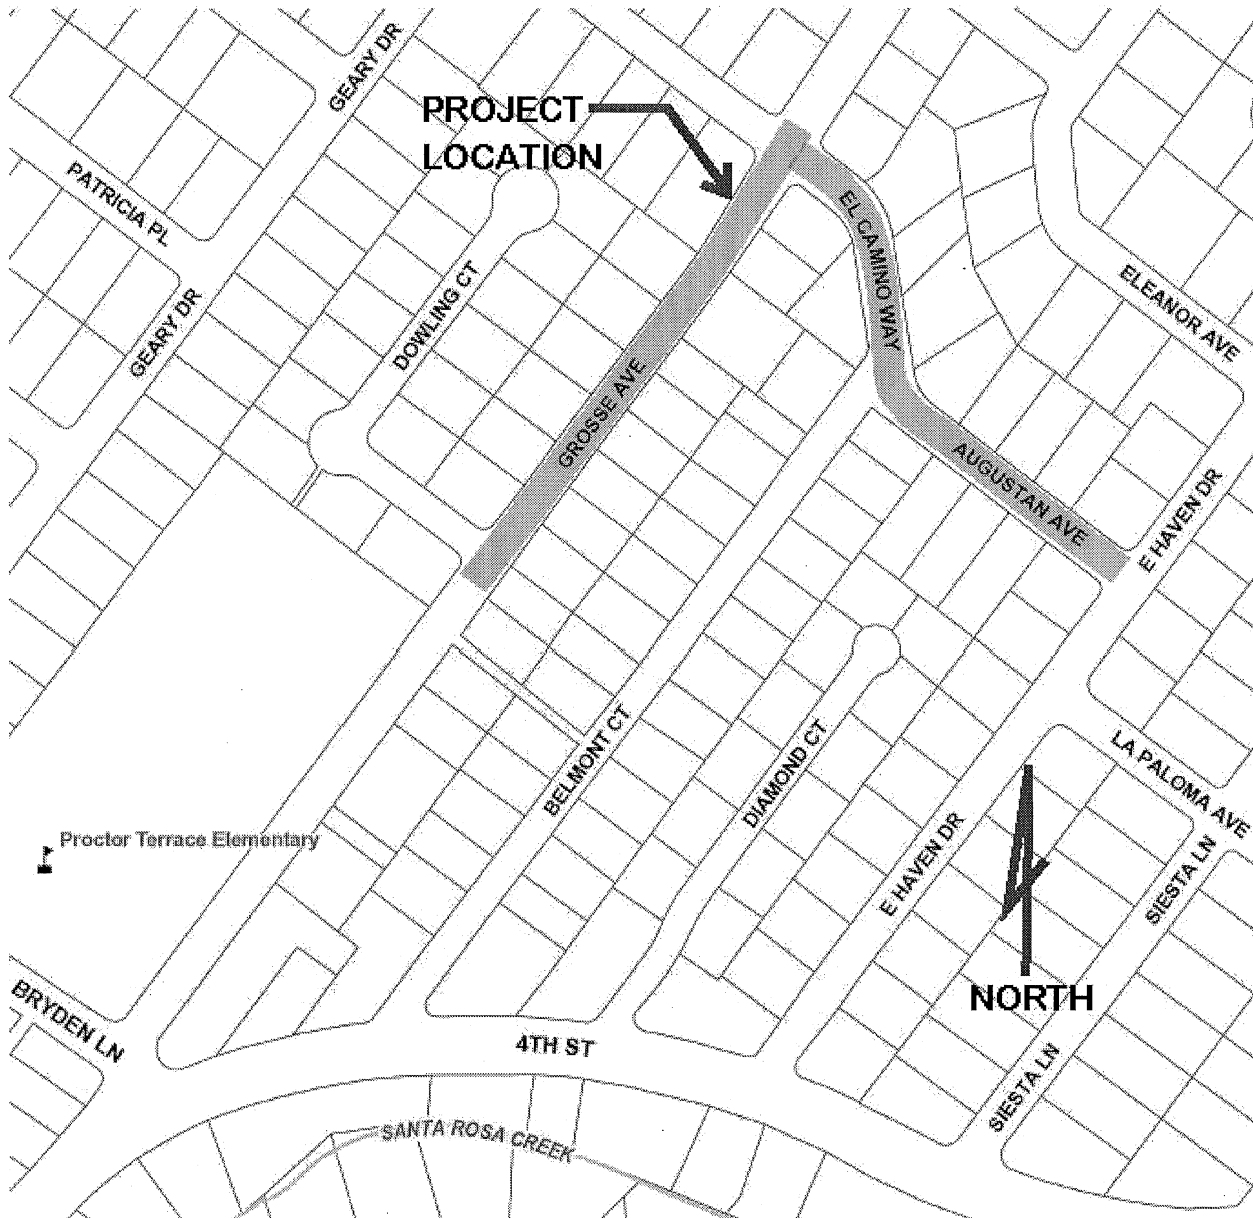 GEARY DR
PROJECT
LOCATION
PATRICIA PL
EL CAMINO WAY
DOWLING CT
ELEANOR AVE
GEARY DR
GROSSE AVE
AUGUSTAN AVE
E HAVEN DR
BELMONT CT
DIAMOND CT
LA PALOMA AVE
Proctor Terrace Elementary
E HAVEN DR
SIESTA LN
NORTH
BRYDEN LN
4TH ST
SIESTA LN
SANTA ROSA CREEK